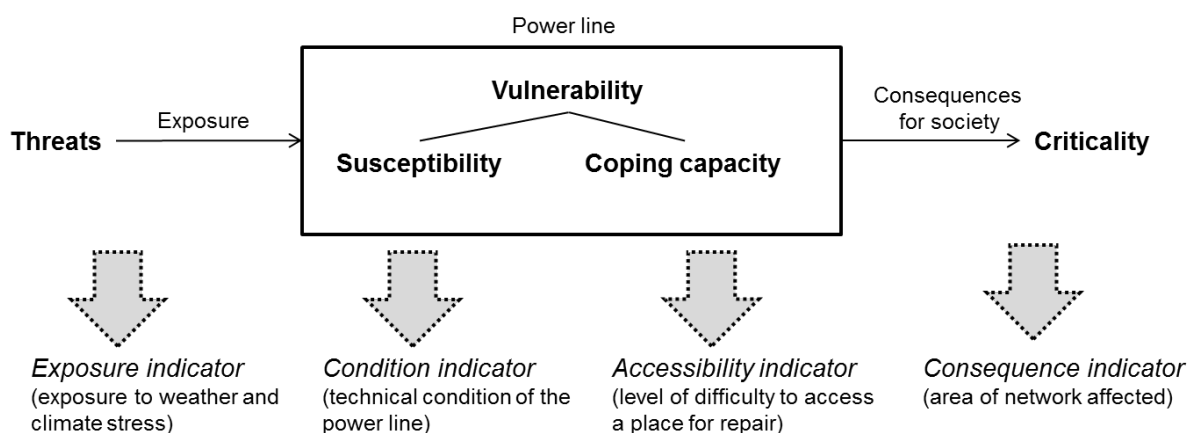 Power line
Vulnerability
Threats
Exposure
Susceptibility
Coping capacity
Consequences
for society
Criticality
Exposure indicator
(exposure to weather and
climate stress)
Condition indicator
(technical condition of the
power line)
Accessibility indicator
(level of difficulty to access
a place for repair)
Consequence indicator
(area of network affected)